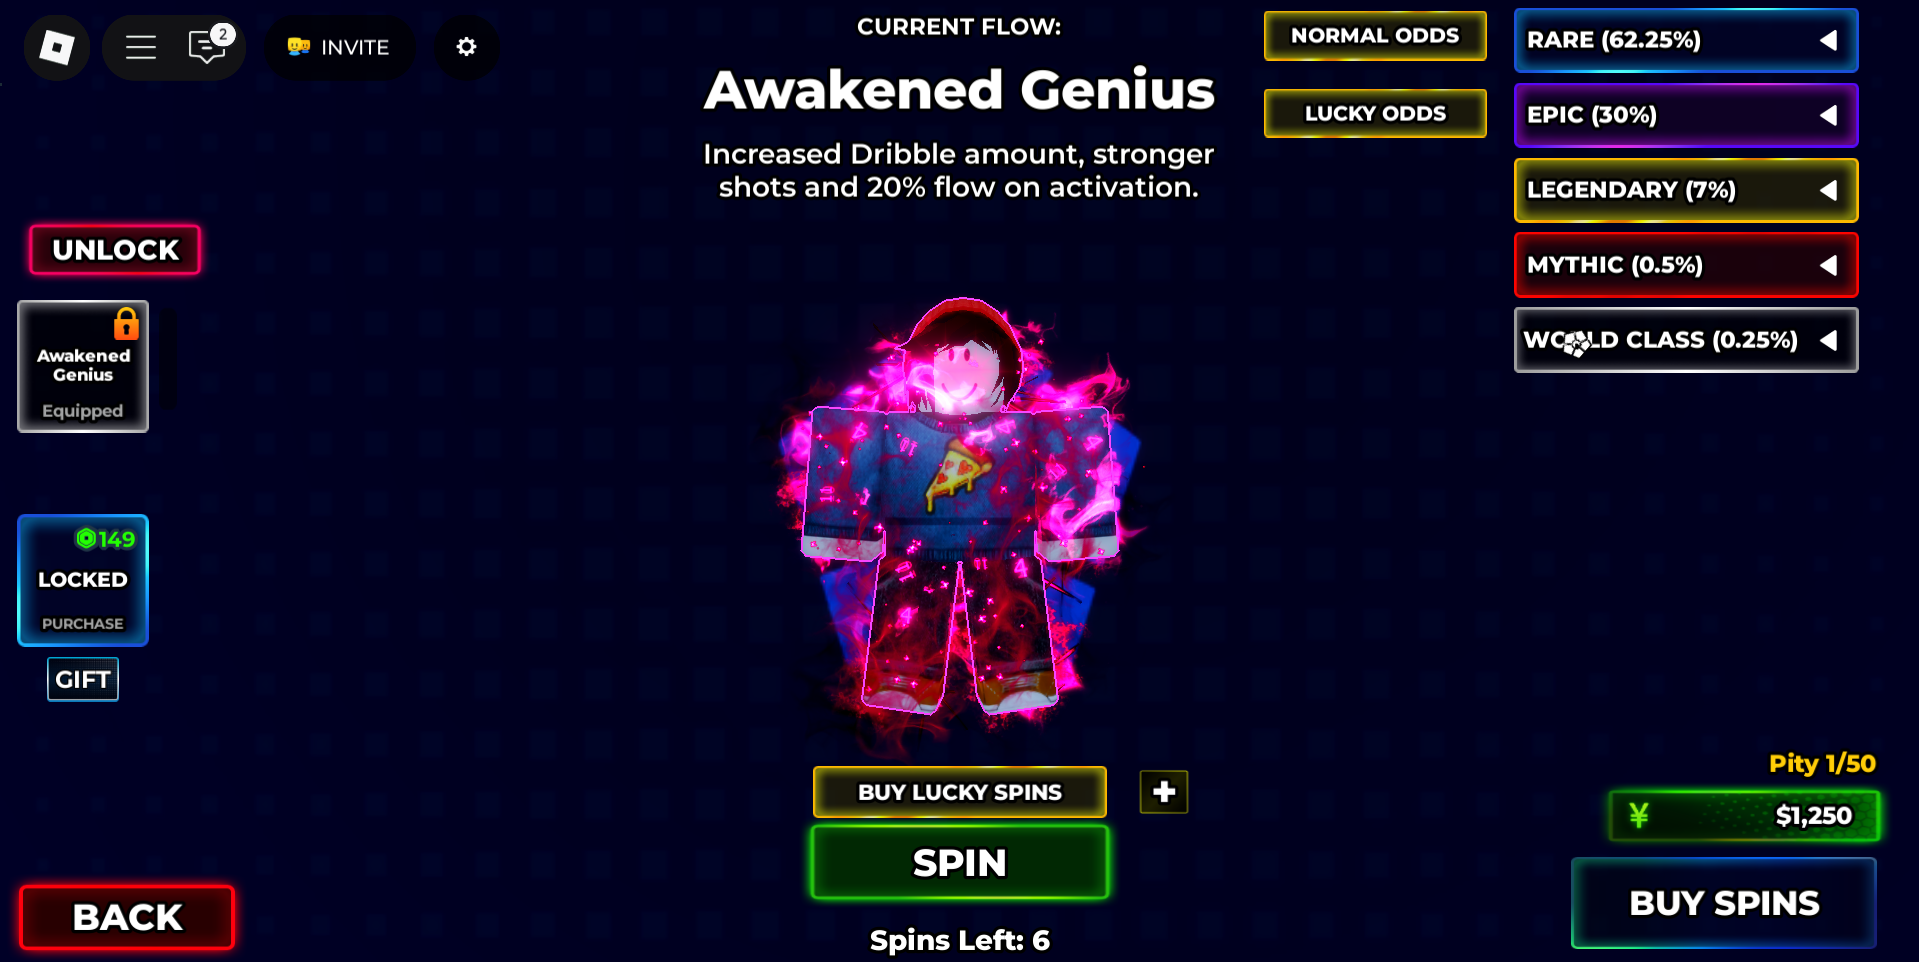 2
INVITE
CURRENT FLOW:
Awakened Genius
Increased Dribble amount, stronger
shots and 20% flow on activation.
NORMAL ODDS
LUCKY ODDS
RARE (62.25%)
EPIC (30%)
LEGENDARY (7%)
MYTHIC (0.5%)
WORLD CLASS (0.25%)
UNLOCK
Awakened
Genius
Equipped
149
LOCKED
PURCHASE
GIFT
BACK
BUY LUCKY SPINS
+
SPIN
Spins Left: 6
Pity 1/50
¥ $1,250
BUY SPINS